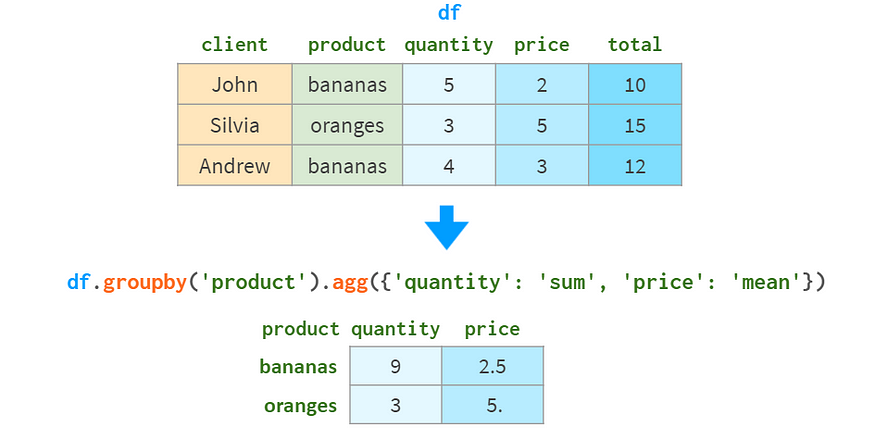 df
client product quantity price total
John bananas 5 2 10
Silvia oranges 3 5 15
Andrew bananas 4 3 12
df.groupby('product').agg({'quantity': 'sum', 'price': 'mean'})
product quantity price
bananas 9 2.5
oranges 3 5.